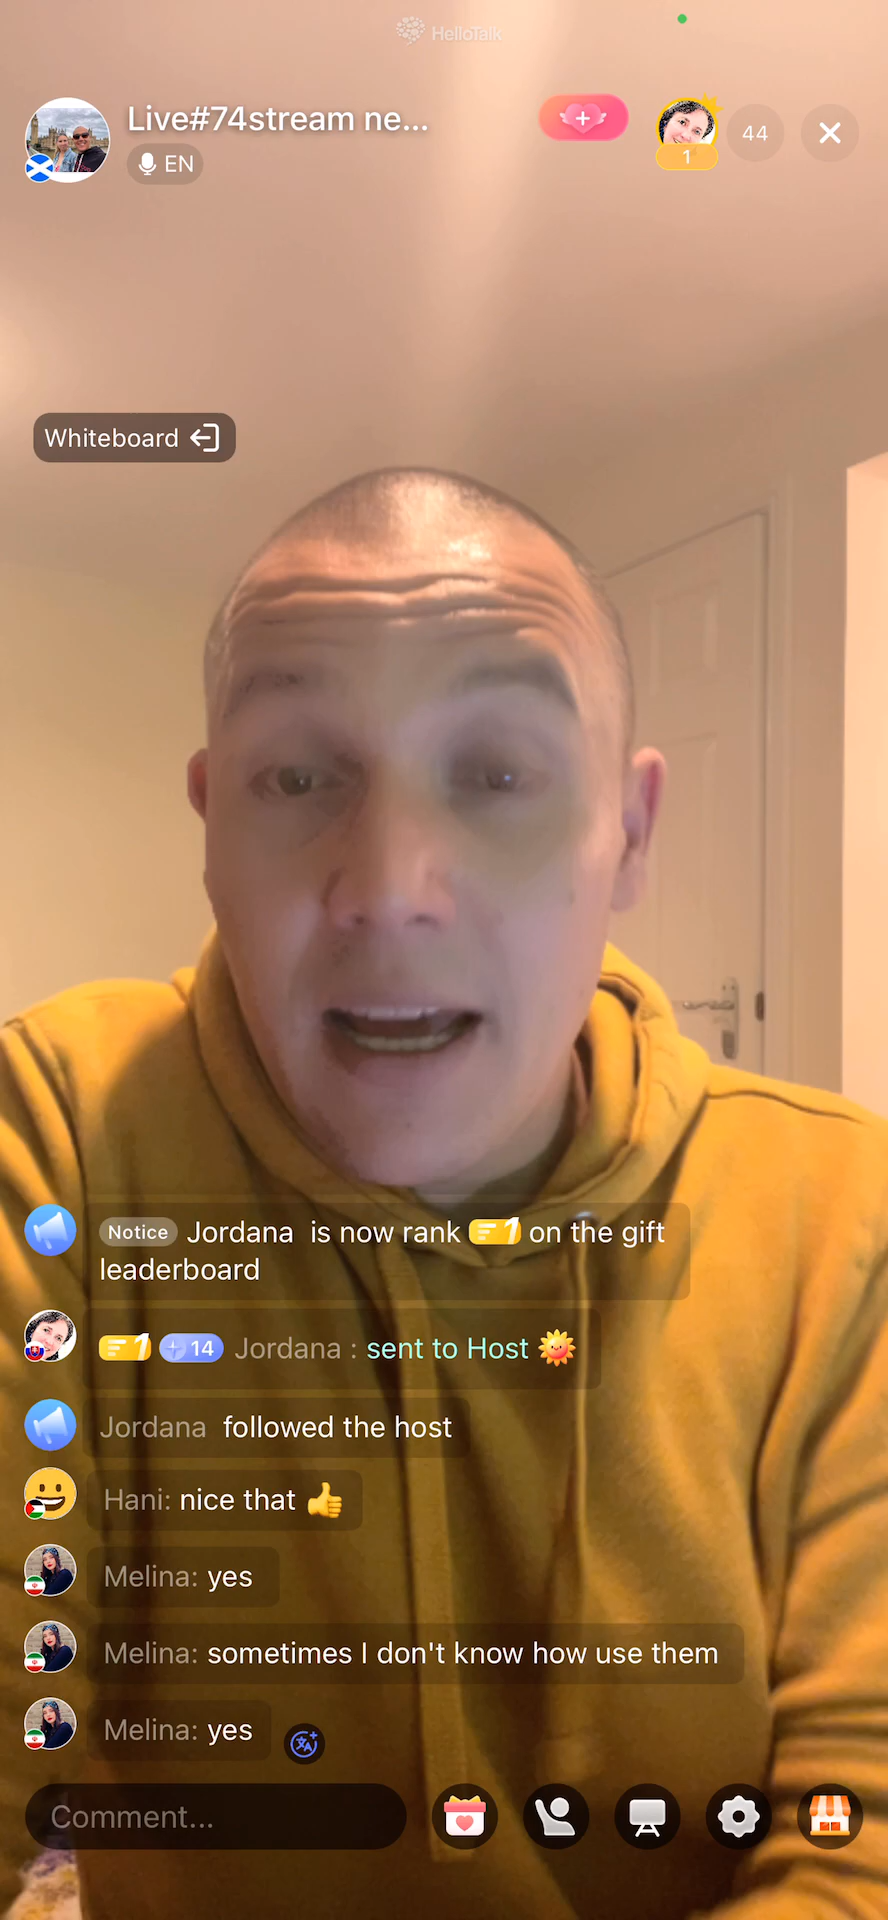 HelloTalk
Live#74stream ne...
EN
1
44
Whiteboard
Notice Jordana is now rank 1 on the gift
leaderboard
1 14 Jordana : sent to Host
Jordana followed the host
Hani: nice that 👍
Melina: yes
Melina: sometimes I don't know how use them
Melina: yes
Comment...